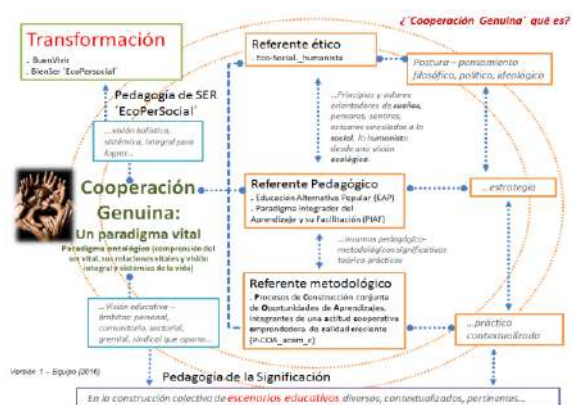 ¿´Cooperación Genuina´ qué es?
Transformación
. BuenVivir
. BienSer ´EcoPersocial´
Pedagogía de SER
´EcoPerSocial´
...visión holística,
sistémica, integral para
lograr...
Cooperación
Genuina:
Un paradigma vital
Paradigma ontológico (comprensión del
ser vital, sus relaciones vitales y visión
integral y sistémica de la vida)
...Visión educativa –
ámbitos: personal,
comunitario, sectorial,
gremial, sindical que aporta...
Versión 1 – Equipo (2016)
Referente ético
. Eco-Social_humanista
Postura – pensamiento
filosófico, político, ideológico
...Principios y valores
orientadores de sueños,
pensares, sentires,
actuares vinculados a lo
social, lo humanista
desde una visión
ecológica.
Referente Pedagógico
. Educación Alternativa Popular (EAP)
. Paradigma Integrador del
Aprendizaje y su Facilitación (PIAF)
...estrategia
...insumos pedagógico-
metodológicos significativos
teórico-prácticos
Referente metodológico
. Procesos de Construcción conjunta
de Oportunidades de Aprendizajes,
Integrantes de una actitud cooperativa
emprendedora de calidad creciente
(P-COA_acem_c)
...práctica
contextualizada
Pedagogía de la Significación
En la construcción colectiva de escenarios educativos diversos, contextualizados, pertinentes...